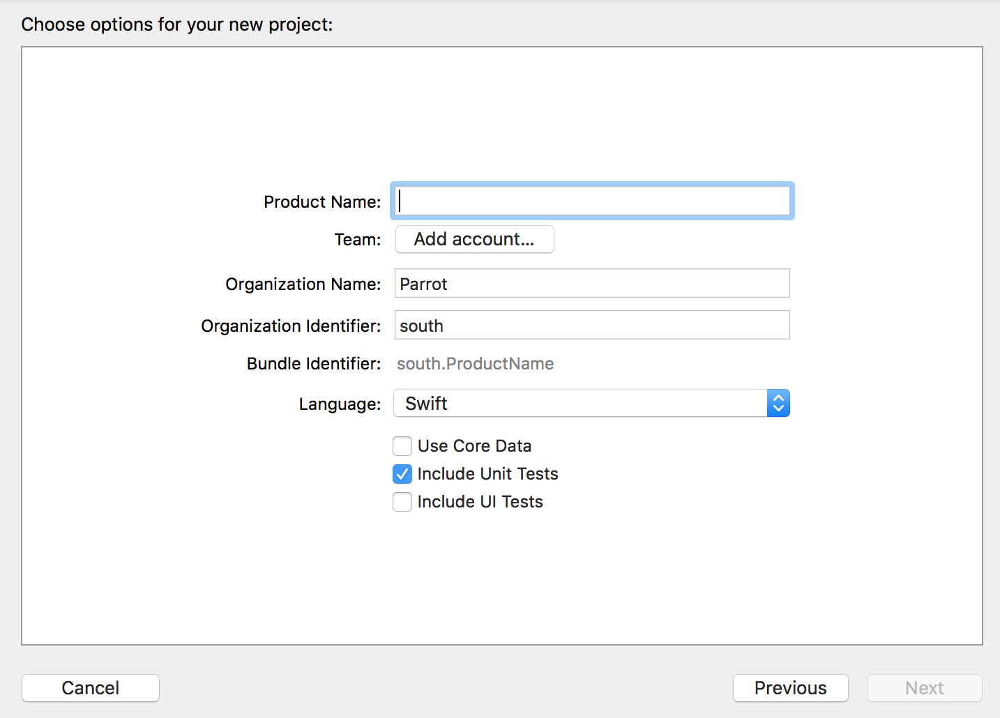 Choose options for your new project:
Product Name:
Team: Add account...
Organization Name: Parrot
Organization Identifier: south
Bundle Identifier: south.ProductName
Language: Swift
Use Core Data
Include Unit Tests
Include UI Tests
Cancel Previous Next